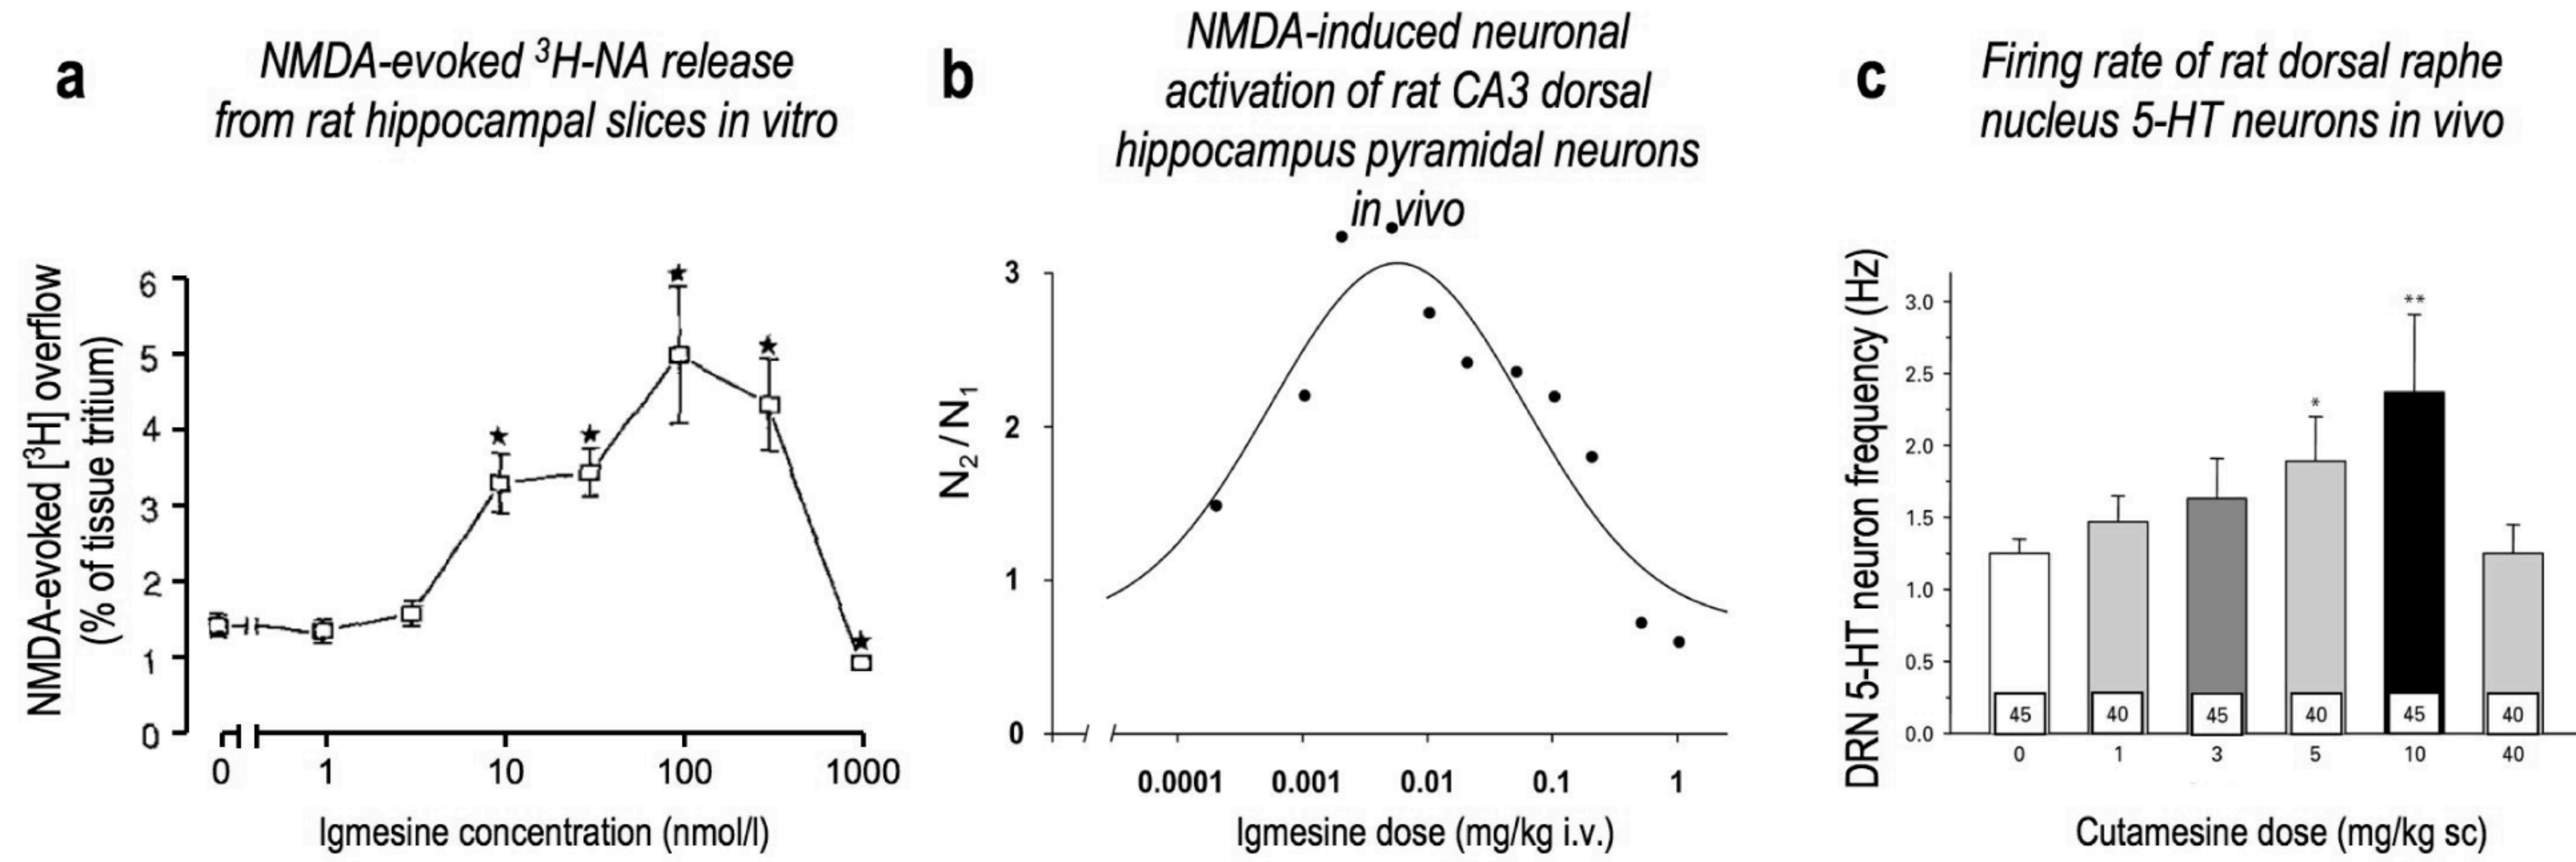 a
NMDA-evoked ³H-NA release
from rat hippocampal slices in vitro
NMDA-evoked [³H] overflow
(% of tissue tritium)
6
5
4
3
2
1
0
0 1 10 100 1000
Igmesine concentration (nmol/l)
b
NMDA-induced neuronal
activation of rat CA3 dorsal
hippocampus pyramidal neurons
in vivo
N₂ / N₁
3
2
1
0
0.0001 0.001 0.01 0.1 1
Igmesine dose (mg/kg i.v.)
c
Firing rate of rat dorsal raphe
nucleus 5-HT neurons in vivo
DRN 5-HT neuron frequency (Hz)
3.0
2.5
2.0
1.5
1.0
0.5
0.0
**
*
45 40 45 40 45 40
0 1 3 5 10 40
Cutamesine dose (mg/kg sc)